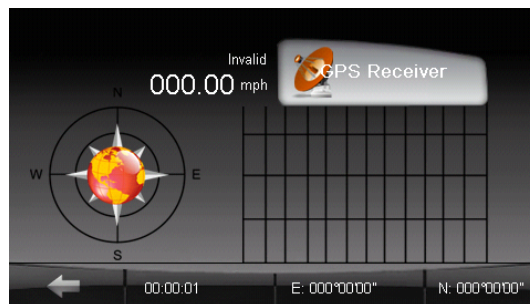 Invalid
000.00 mph
GPS Receiver
N
W
E
S
00:00:01
E: 000°00'00"
N: 000°00'00"